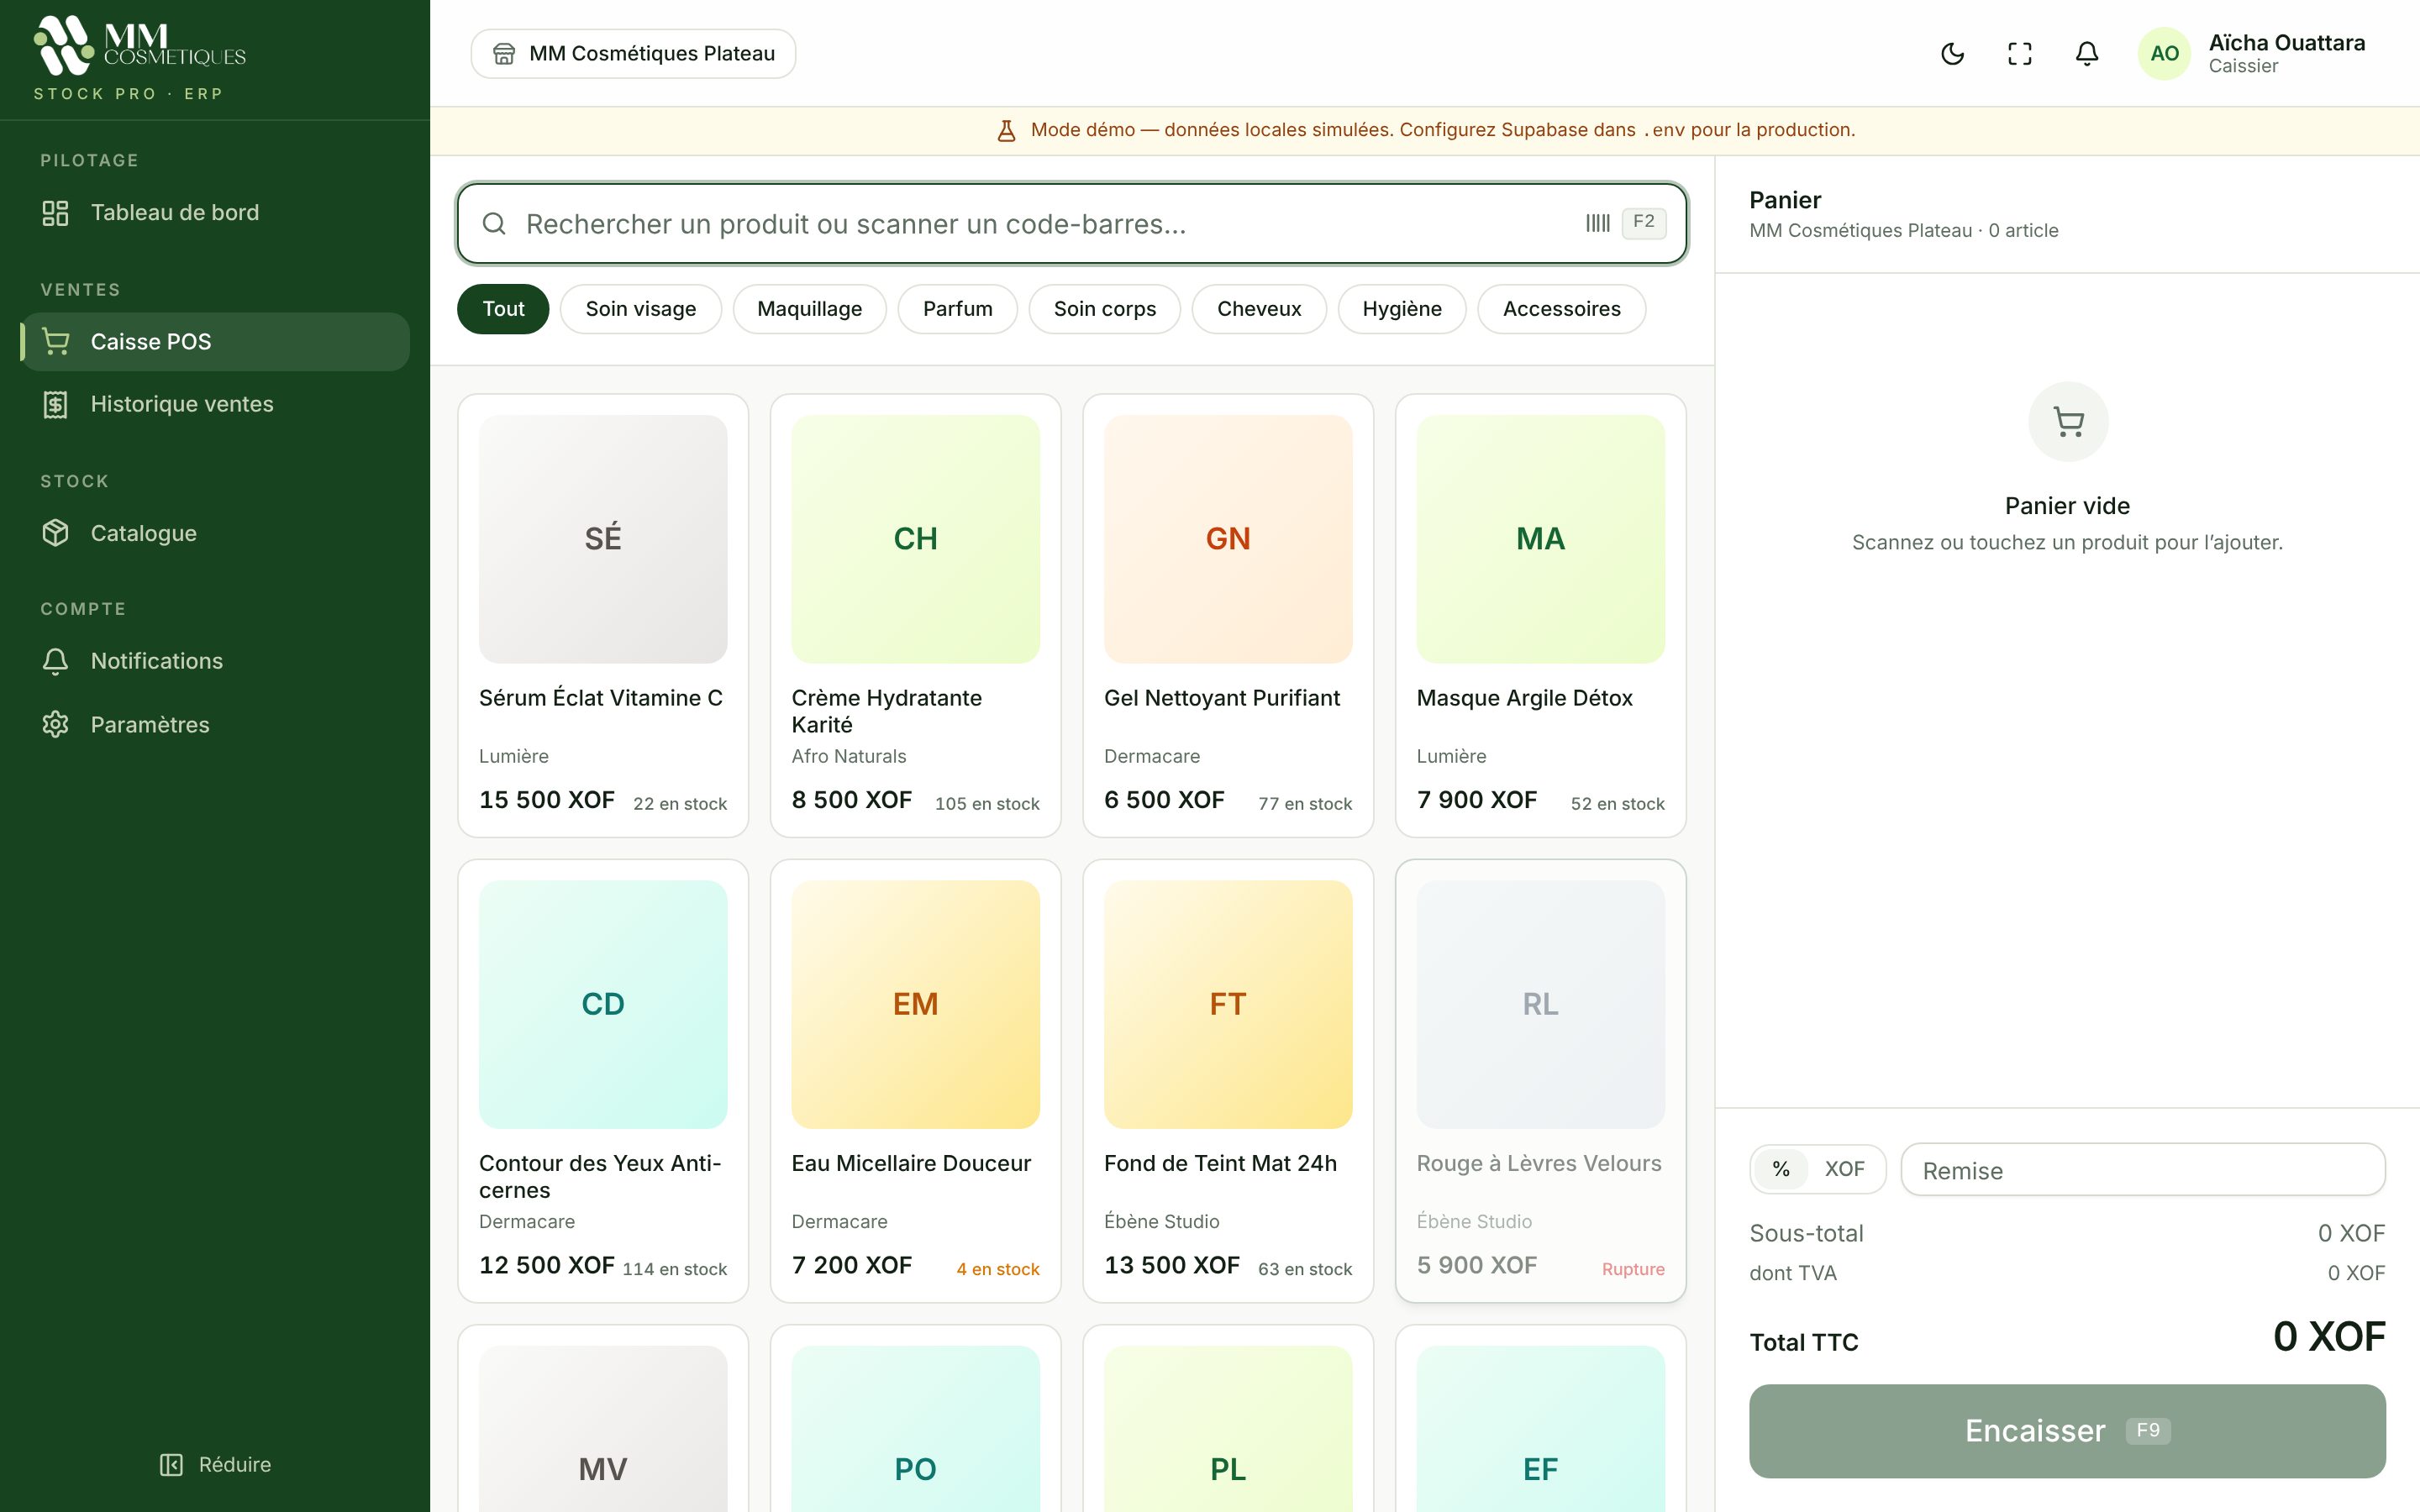 MM
COSMETIQUES
STOCK PRO · ERP
PILOTAGE
Tableau de bord
VENTES
Caisse POS
Historique ventes
STOCK
Catalogue
COMPTE
Notifications
Paramètres
Réduire
MM Cosmétiques Plateau
AO
Aïcha Ouattara
Caissier
Mode démo — données locales simulées. Configurez Supabase dans .env pour la production.
Rechercher un produit ou scanner un code-barres...
F2
Tout
Soin visage
Maquillage
Parfum
Soin corps
Cheveux
Hygiène
Accessoires
SÉ
Sérum Éclat Vitamine C
Lumière
15 500 XOF
22 en stock
CH
Crème Hydratante
Karité
Afro Naturals
8 500 XOF
105 en stock
GN
Gel Nettoyant Purifiant
Dermacare
6 500 XOF
77 en stock
MA
Masque Argile Détox
Lumière
7 900 XOF
52 en stock
CD
Contour des Yeux Anti-
cernes
Dermacare
12 500 XOF
114 en stock
EM
Eau Micellaire Douceur
Dermacare
7 200 XOF
4 en stock
FT
Fond de Teint Mat 24h
Ébène Studio
13 500 XOF
63 en stock
RL
Rouge à Lèvres Velours
Ébène Studio
5 900 XOF
Rupture
MV
PO
PL
EF
Panier
MM Cosmétiques Plateau · 0 article
Panier vide
Scannez ou touchez un produit pour l’ajouter.
%
XOF
Remise
Sous-total
0 XOF
dont TVA
0 XOF
Total TTC
0 XOF
Encaisser
F9